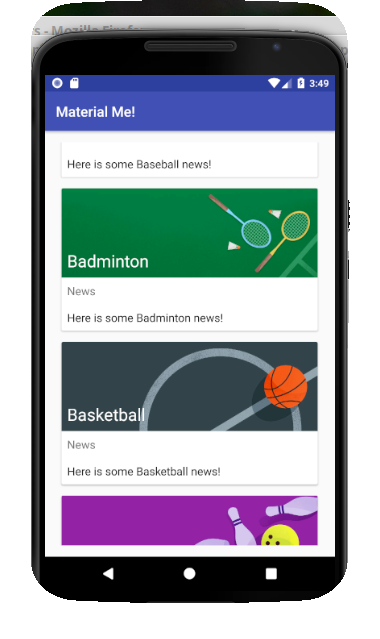 s - Mozilla Firef
3:49
Material Me!
Here is some Baseball news!
Badminton
News
Here is some Badminton news!
Basketball
News
Here is some Basketball news!